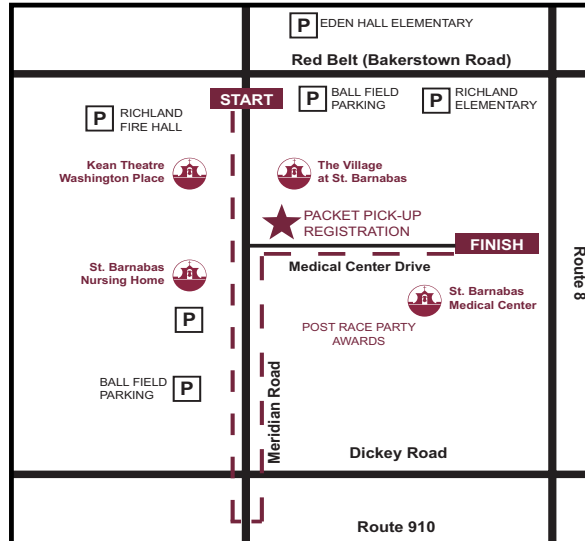 P EDEN HALL ELEMENTARY
Red Belt (Bakerstown Road)
START
P BALL FIELD
PARKING
P RICHLAND
ELEMENTARY
P RICHLAND
FIRE HALL
Kean Theatre
Washington Place
The Village
at St. Barnabas
PACKET PICK-UP
REGISTRATION
FINISH
Medical Center Drive
Route 8
St. Barnabas
Nursing Home
St. Barnabas
Medical Center
P
POST RACE PARTY
AWARDS
BALL FIELD
PARKING P
Meridian Road
Dickey Road
Route 910